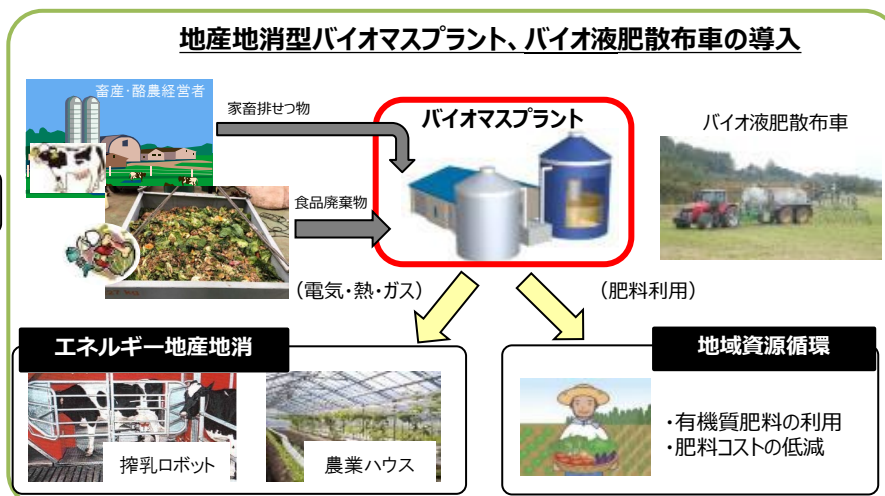 地産地消型バイオマスプラント、バイオ液肥散布車の導入
畜産・酪農経営者
家畜排せつ物
バイオマスプラント
バイオ液肥散布車
食品廃棄物
(電気・熱・ガス)
(肥料利用)
エネルギー地産地消
地域資源循環
搾乳ロボット
農業ハウス
・有機質肥料の利用
・肥料コストの低減